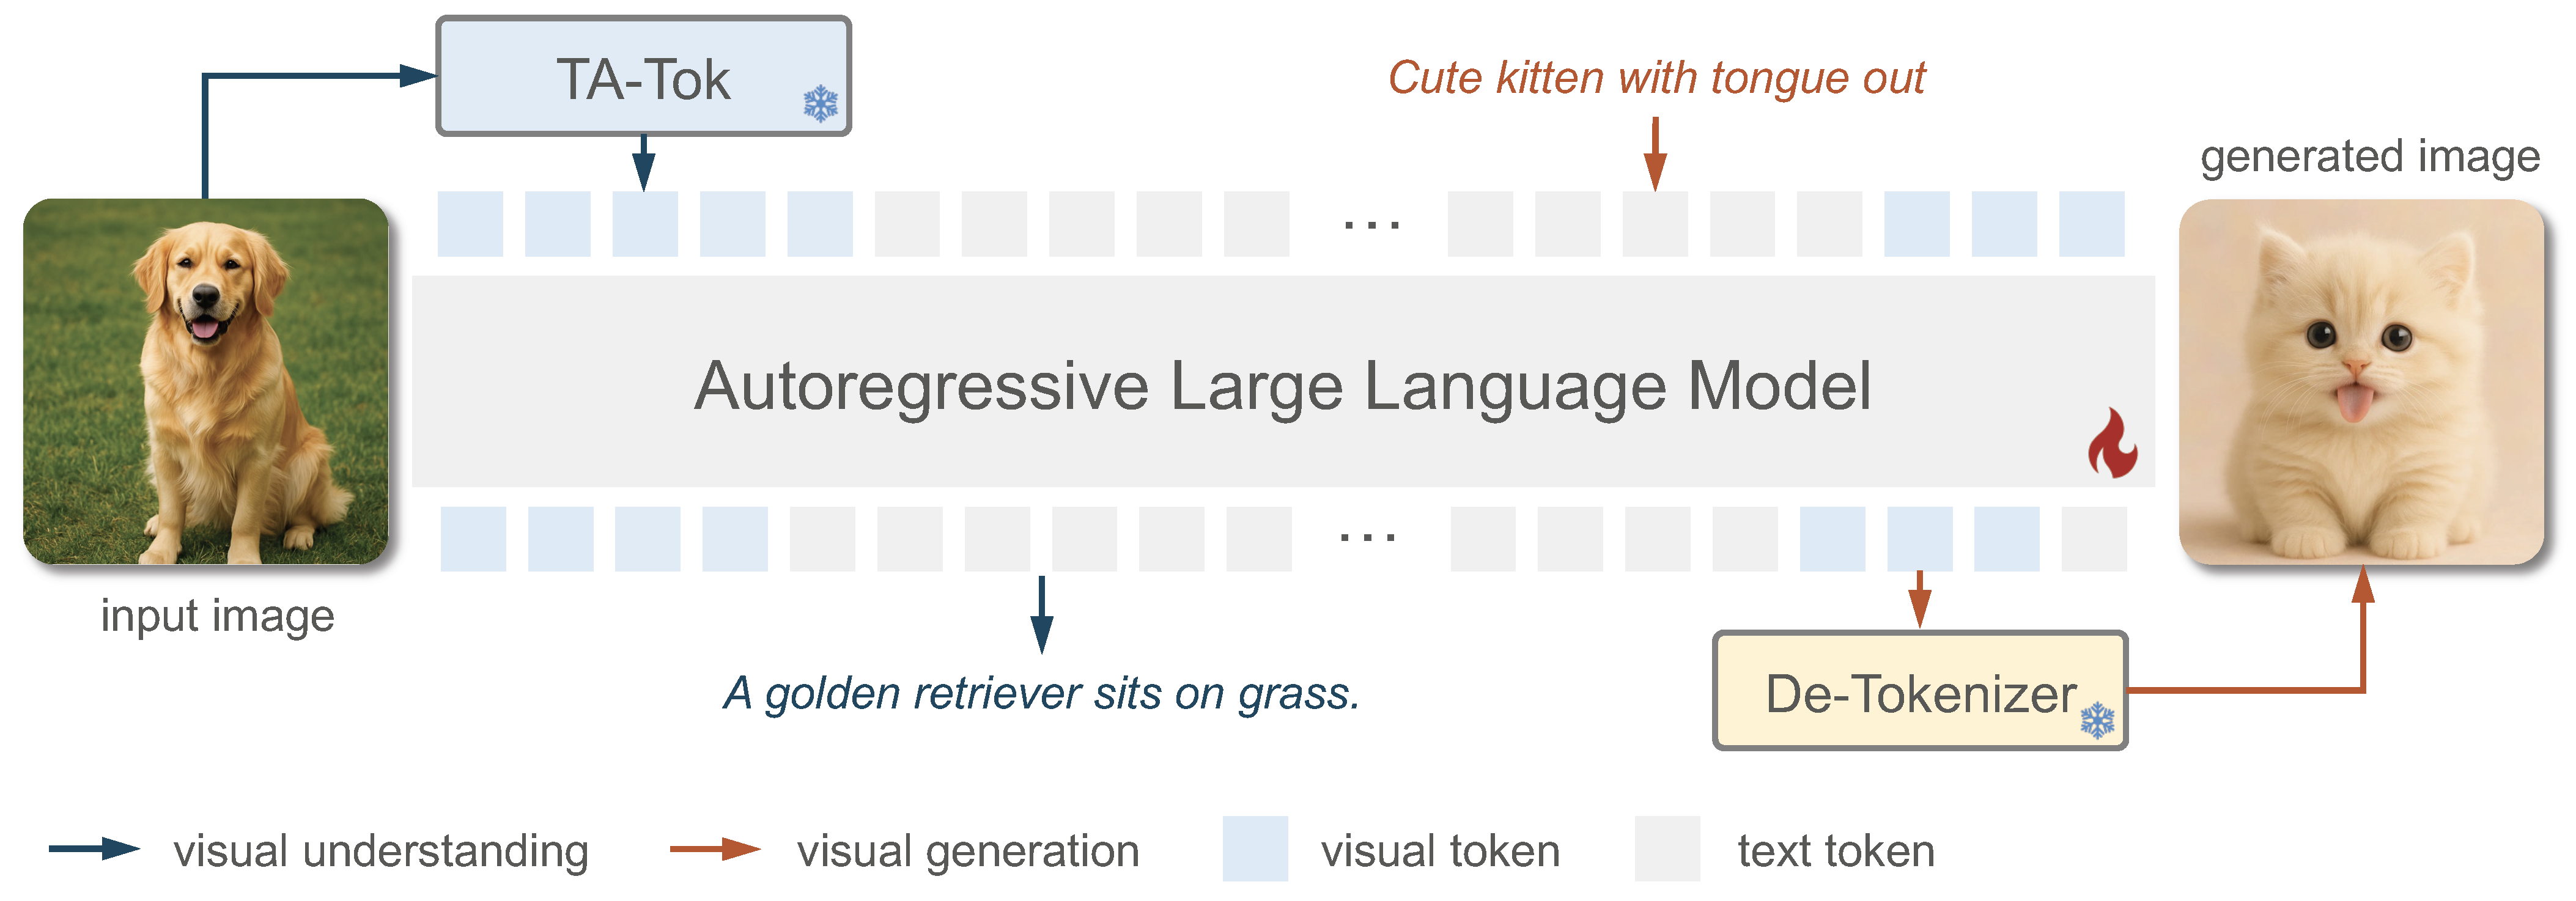 TA-Tok
Cute kitten with tongue out
generated image
...
Autoregressive Large Language Model
...
input image
A golden retriever sits on grass.
De-Tokenizer
visual understanding
visual generation
visual token
text token